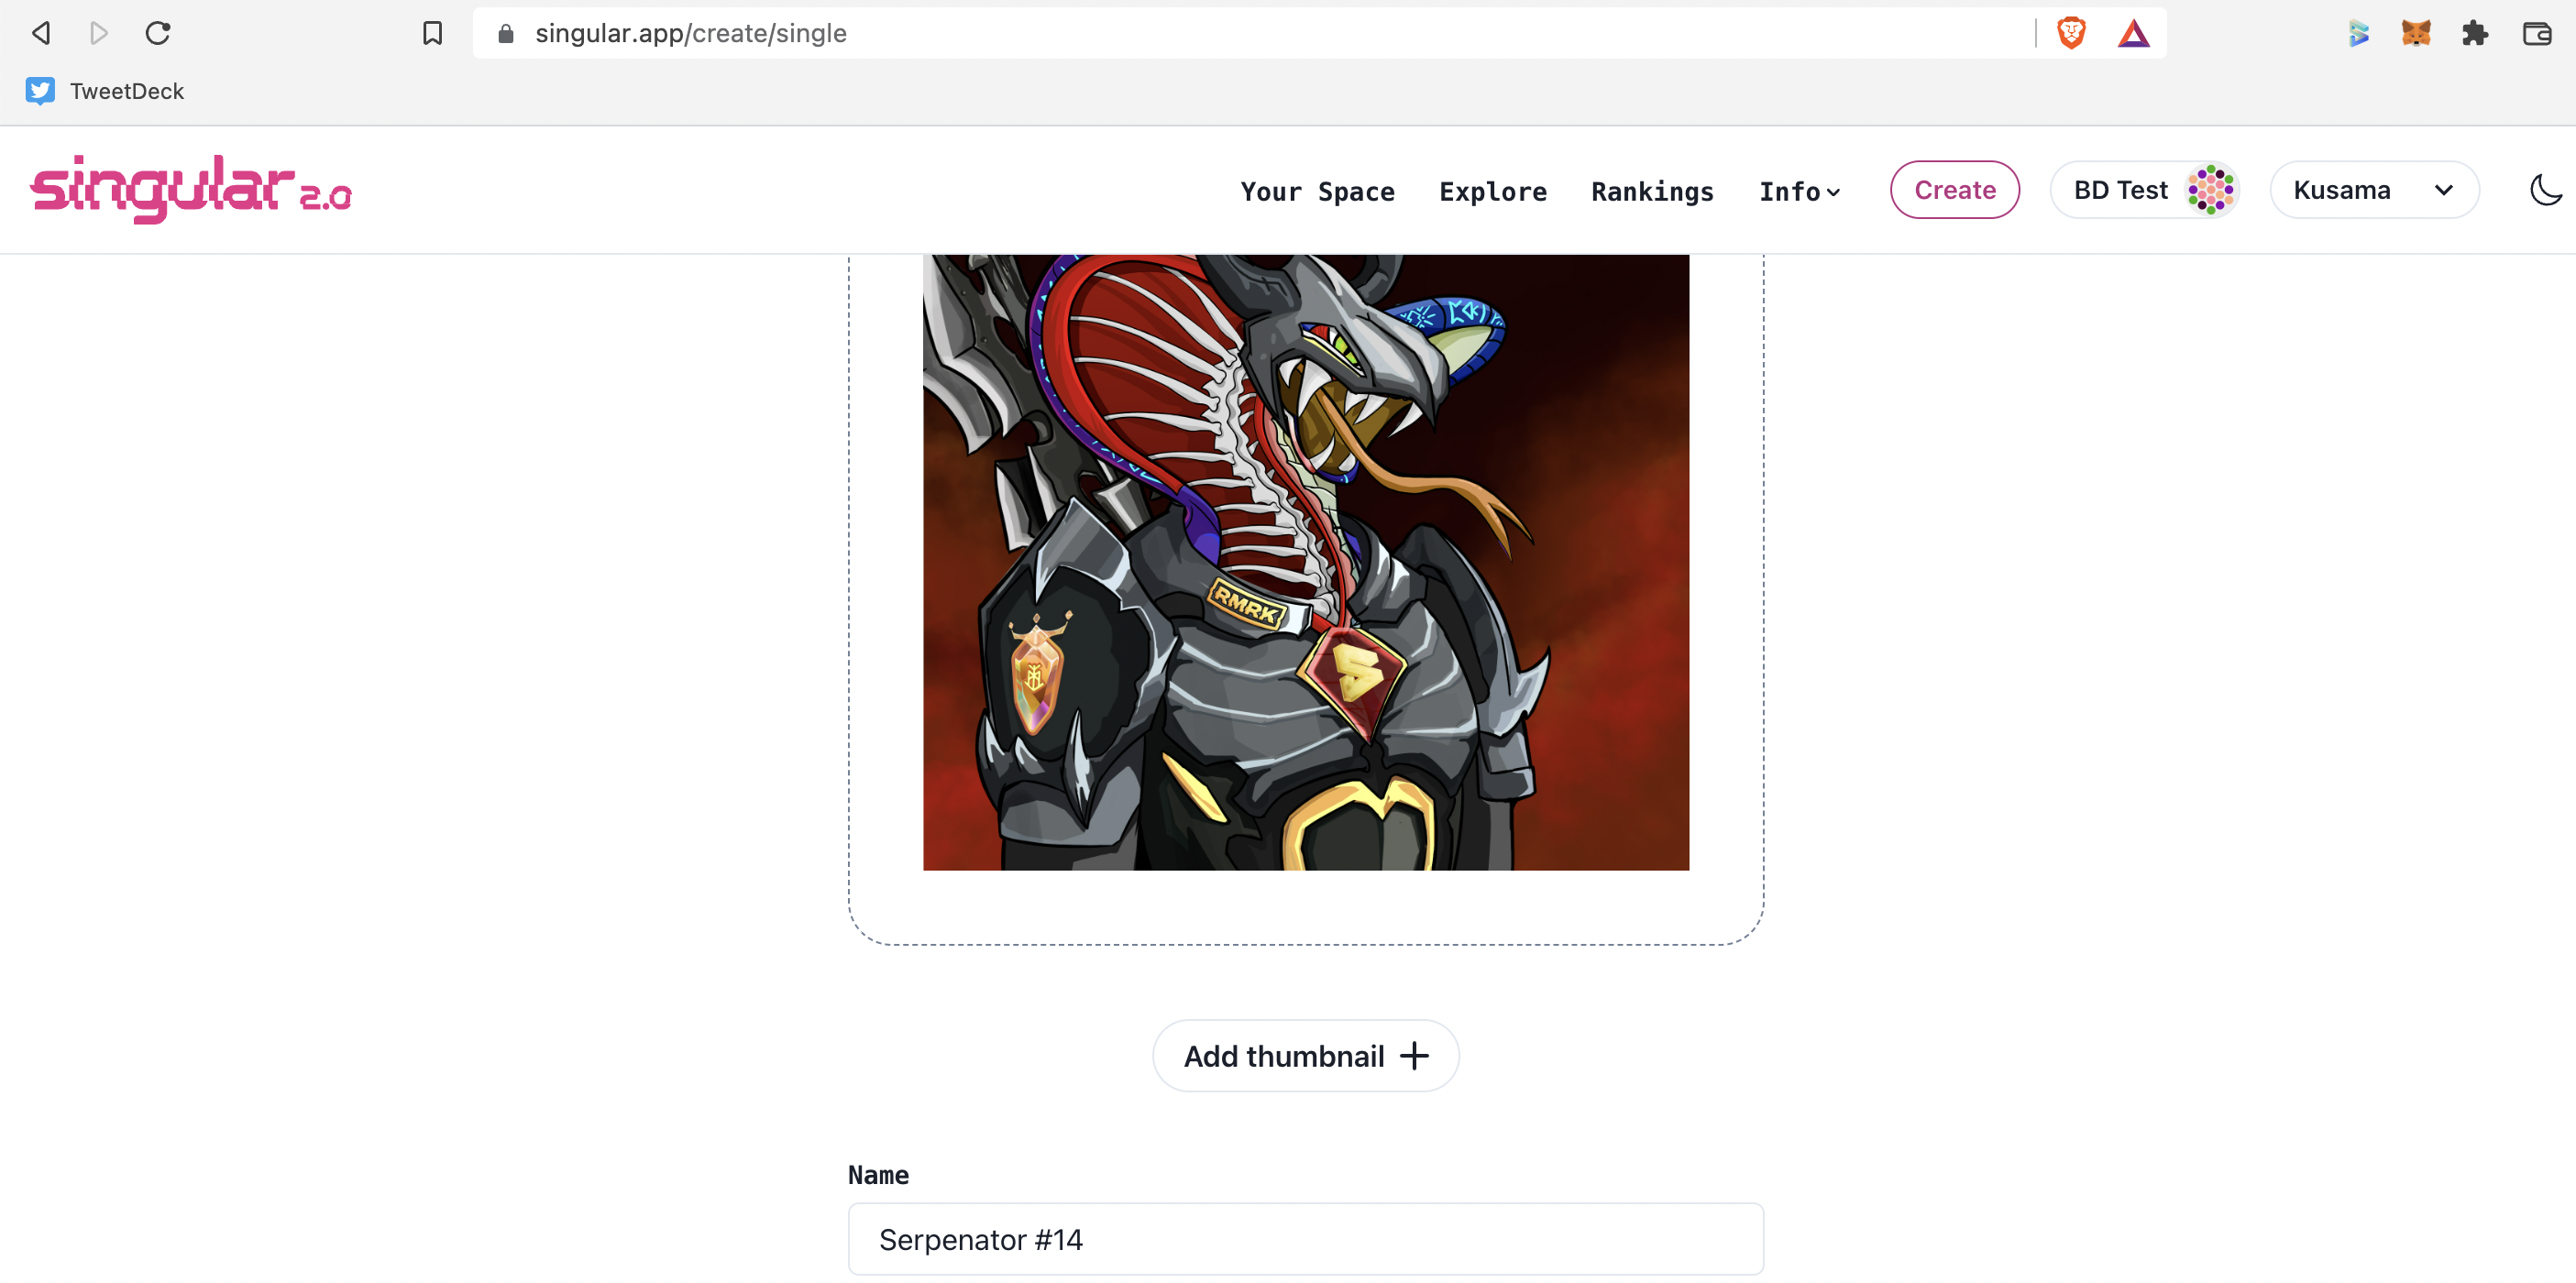 singular.app/create/single
TweetDeck
singular 2.0
Your Space
Explore
Rankings
Info
Create
BD Test
Kusama
RMRK
S
Add thumbnail +
Name
Serpenator #14